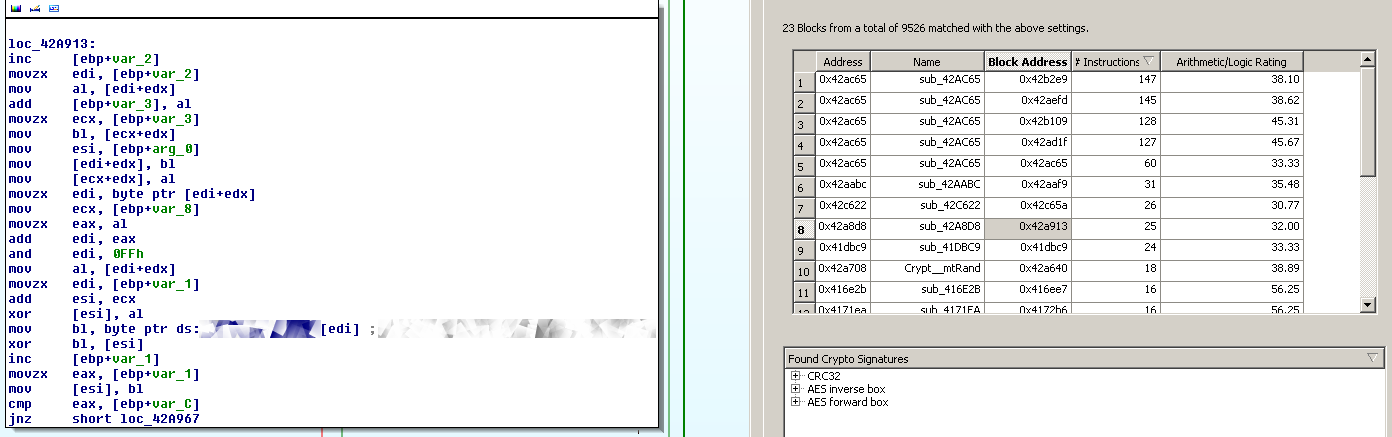 loc_42A913:
inc [ebp+var_2]
movzx edi, [ebp+var_2]
mov al, [edi+edx]
add [ebp+var_3], al
movzx ecx, [ebp+var_3]
mov bl, [ecx+edx]
mov esi, [ebp+arg_0]
mov [edi+edx], bl
mov [ecx+edx], al
movzx edi, byte ptr [edi+edx]
mov ecx, [ebp+var_8]
movzx eax, al
add edi, eax
and edi, 0FFh
mov al, [edi+edx]
movzx edi, [ebp+var_1]
add esi, ecx
xor [esi], al
mov bl, byte ptr ds: [edi] ;
xor bl, [esi]
inc [ebp+var_1]
movzx eax, [ebp+var_1]
mov [esi], bl
cmp eax, [ebp+var_C]
jnz short loc_42A967
23 Blocks from a total of 9526 matched with the above settings.
Address Name Block Address # Instructions Arithmetic/Logic Rating
1 0x42ac65 sub_42AC65 0x42b2e9 147 38.10
2 0x42ac65 sub_42AC65 0x42aefd 145 38.62
3 0x42ac65 sub_42AC65 0x42b109 128 45.31
4 0x42ac65 sub_42AC65 0x42ad1f 127 45.67
5 0x42ac65 sub_42AC65 0x42ac65 60 33.33
6 0x42aabc sub_42AABC 0x42aaf9 31 35.48
7 0x42c622 sub_42C622 0x42c65a 26 30.77
8 0x42a8d8 sub_42A8D8 0x42a913 25 32.00
9 0x41dbc9 sub_41DBC9 0x41dbc9 24 33.33
10 0x42a708 Crypt__mtRand 0x42a640 18 38.89
11 0x416e2b sub_416E2B 0x416ee7 16 56.25
0x4171ea sub_4171EA 0x4172b6 16 56.25
Found Crypto Signatures
CRC32
AES inverse box
AES forward box